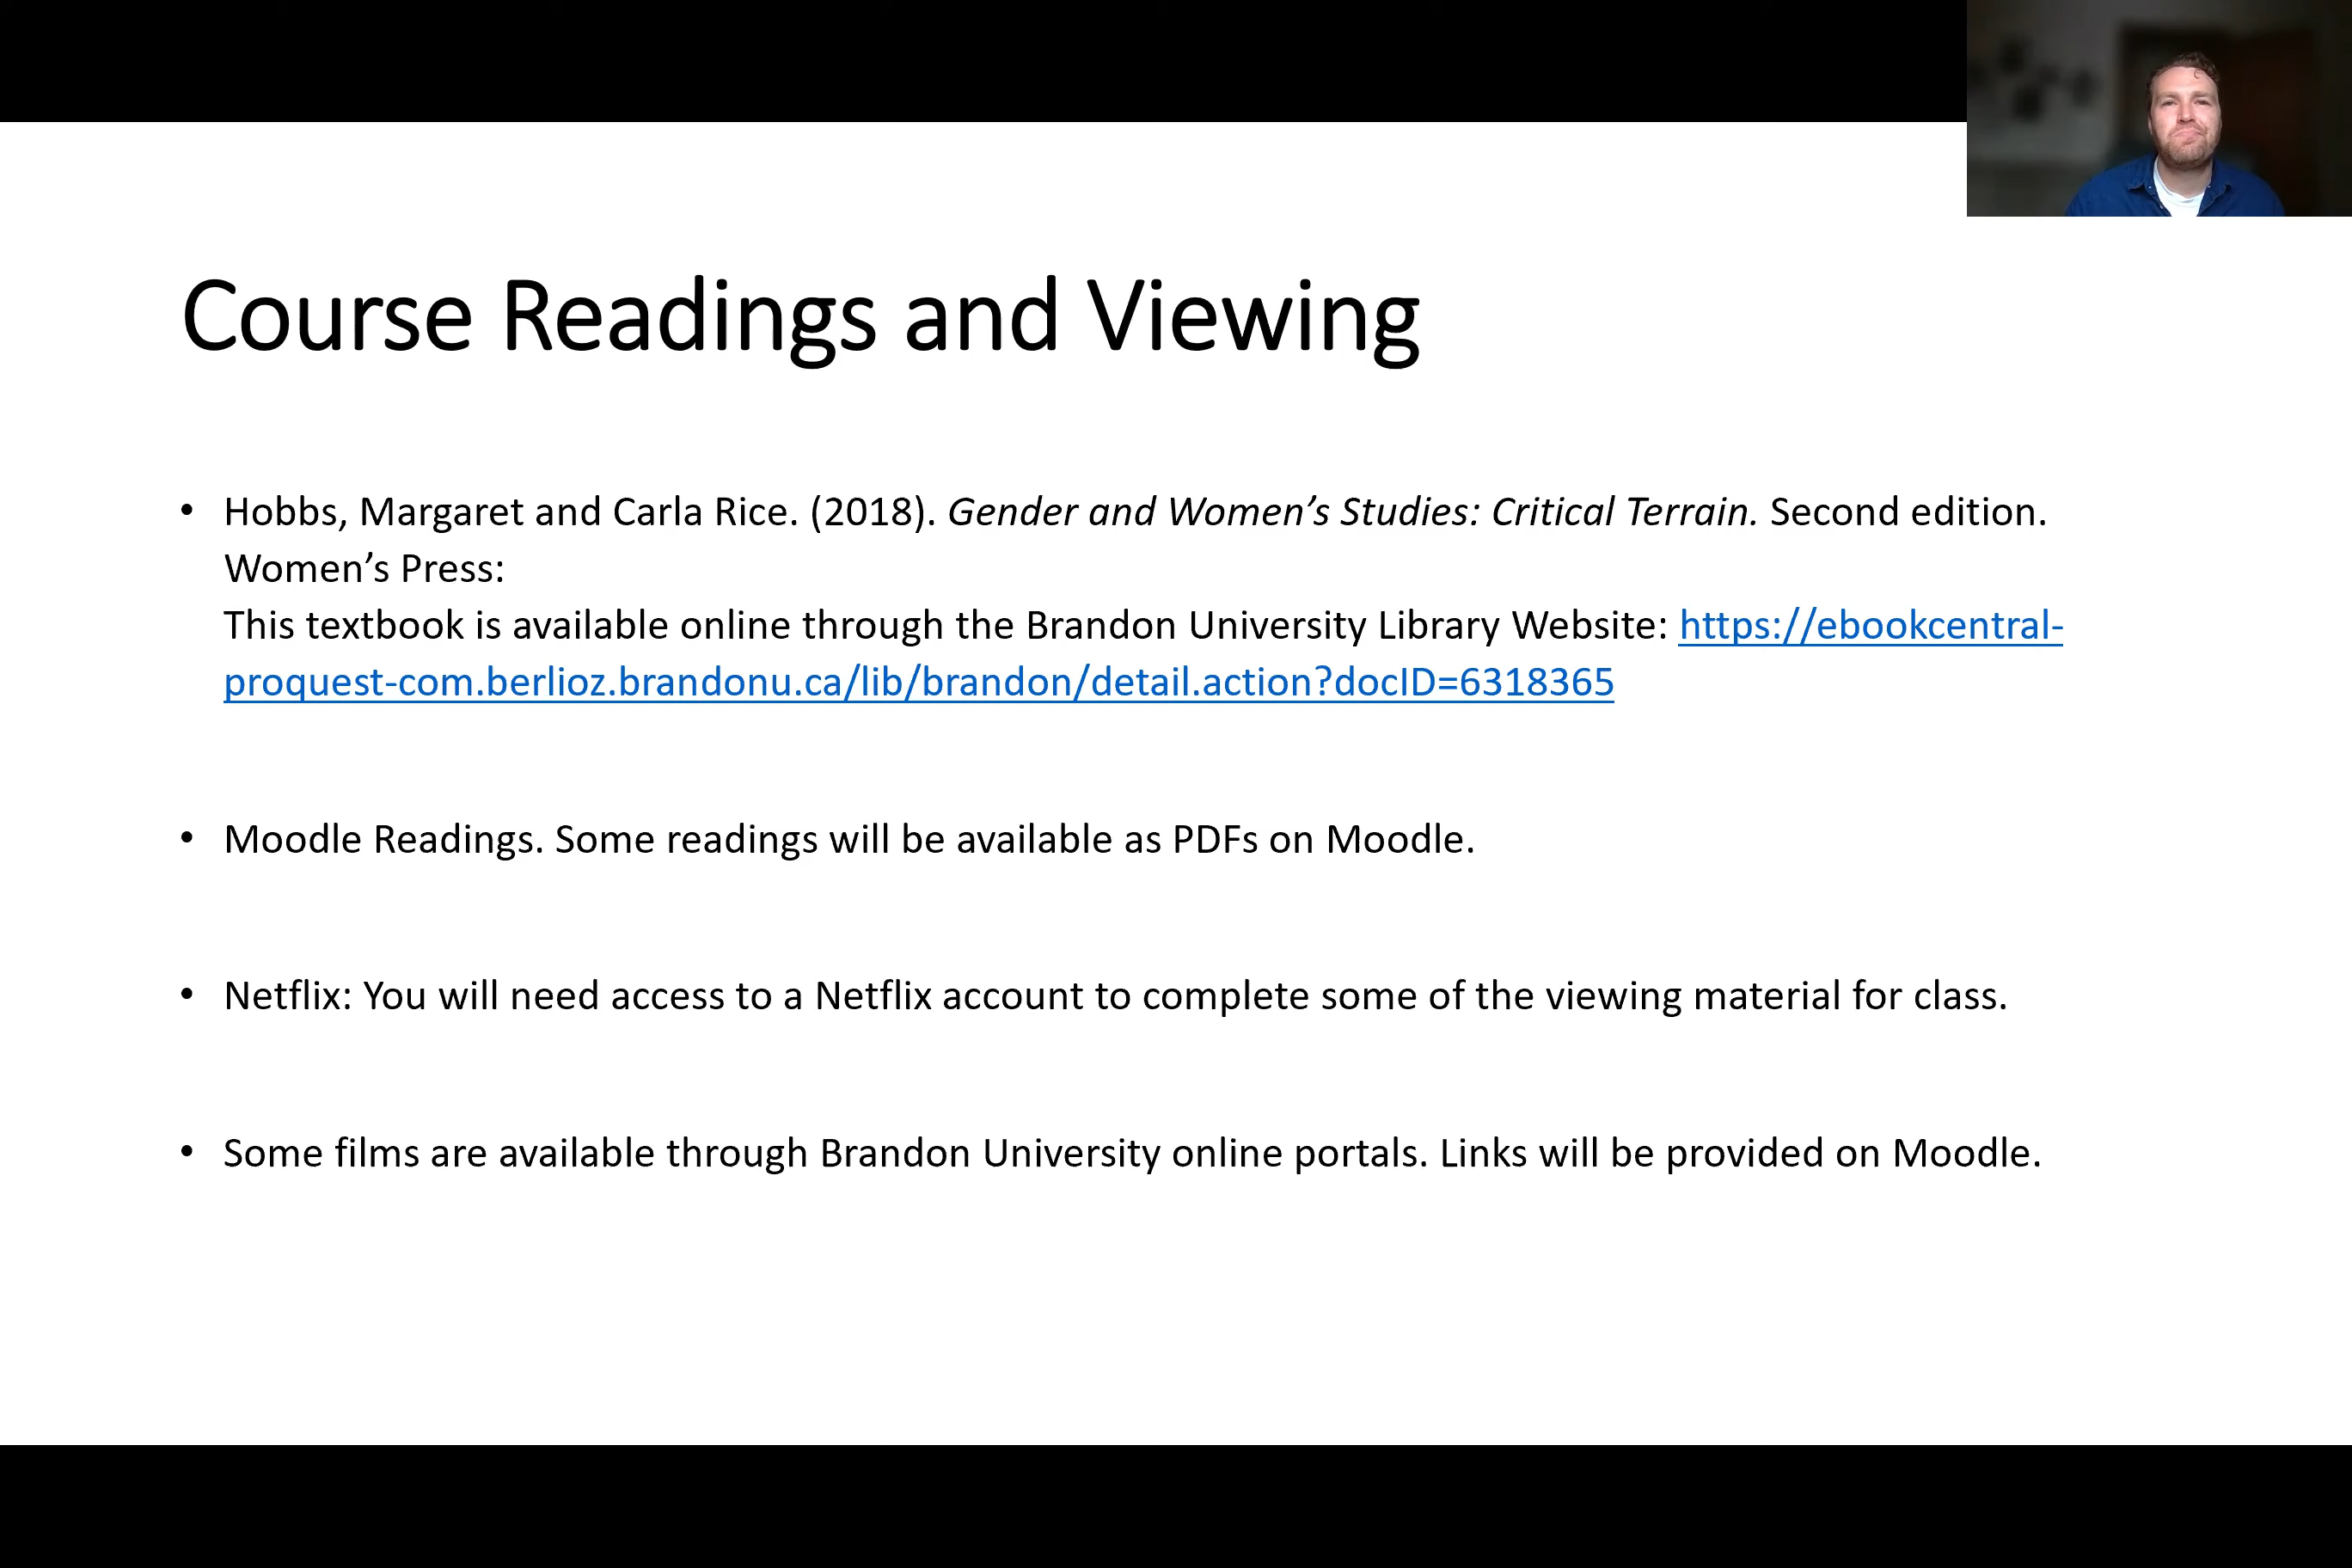 Course Readings and Viewing
• Hobbs, Margaret and Carla Rice. (2018). Gender and Women’s Studies: Critical Terrain. Second edition.
Women’s Press:
This textbook is available online through the Brandon University Library Website: https://ebookcentral-
proquest-com.berlioz.brandonu.ca/lib/brandon/detail.action?docID=6318365
• Moodle Readings. Some readings will be available as PDFs on Moodle.
• Netflix: You will need access to a Netflix account to complete some of the viewing material for class.
• Some films are available through Brandon University online portals. Links will be provided on Moodle.